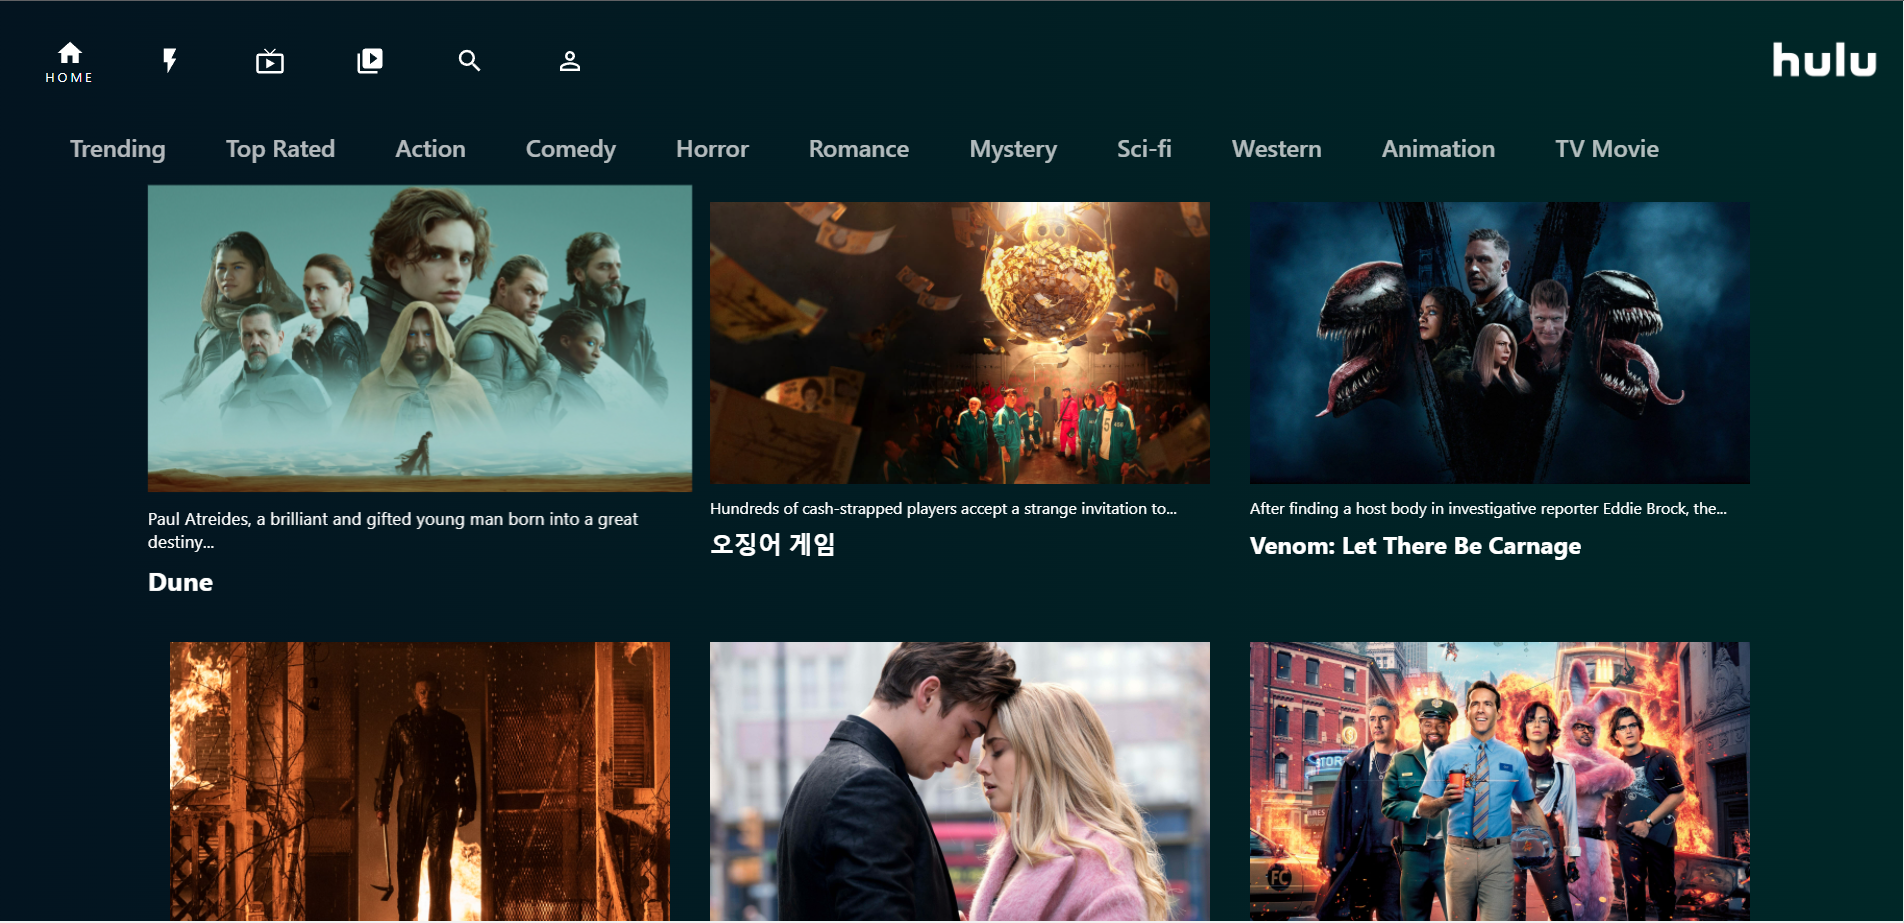 HOME
hulu
Trending Top Rated Action Comedy Horror Romance Mystery Sci-fi Western Animation TV Movie
Paul Atreides, a brilliant and gifted young man born into a great
destiny...
Dune
Hundreds of cash-strapped players accept a strange invitation to...
오징어 게임
After finding a host body in investigative reporter Eddie Brock, the...
Venom: Let There Be Carnage
STOR
FC